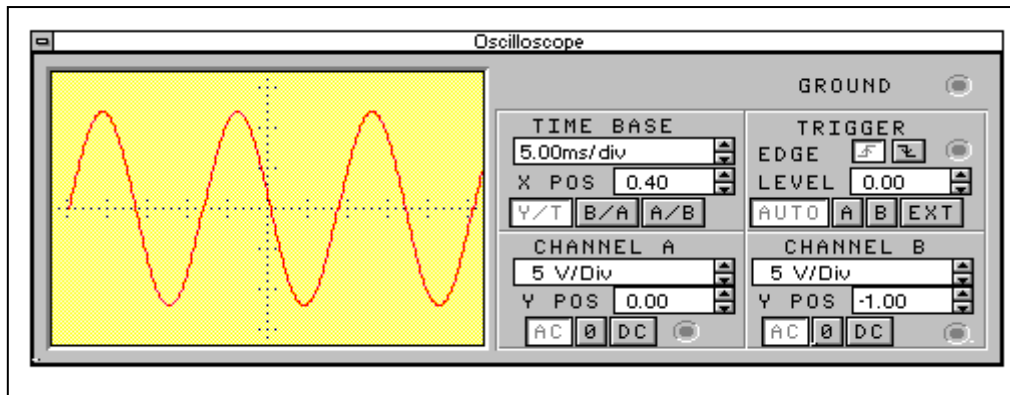 Oscilloscope
GROUND
TIME BASE
5.00ms/div
X POS 0.40
Y/T B/A A/B
TRIGGER
EDGE
LEVEL 0.00
AUTO A B EXT
CHANNEL A
5 V/Div
Y POS 0.00
AC 0 DC
CHANNEL B
5 V/Div
Y POS -1.00
AC 0 DC